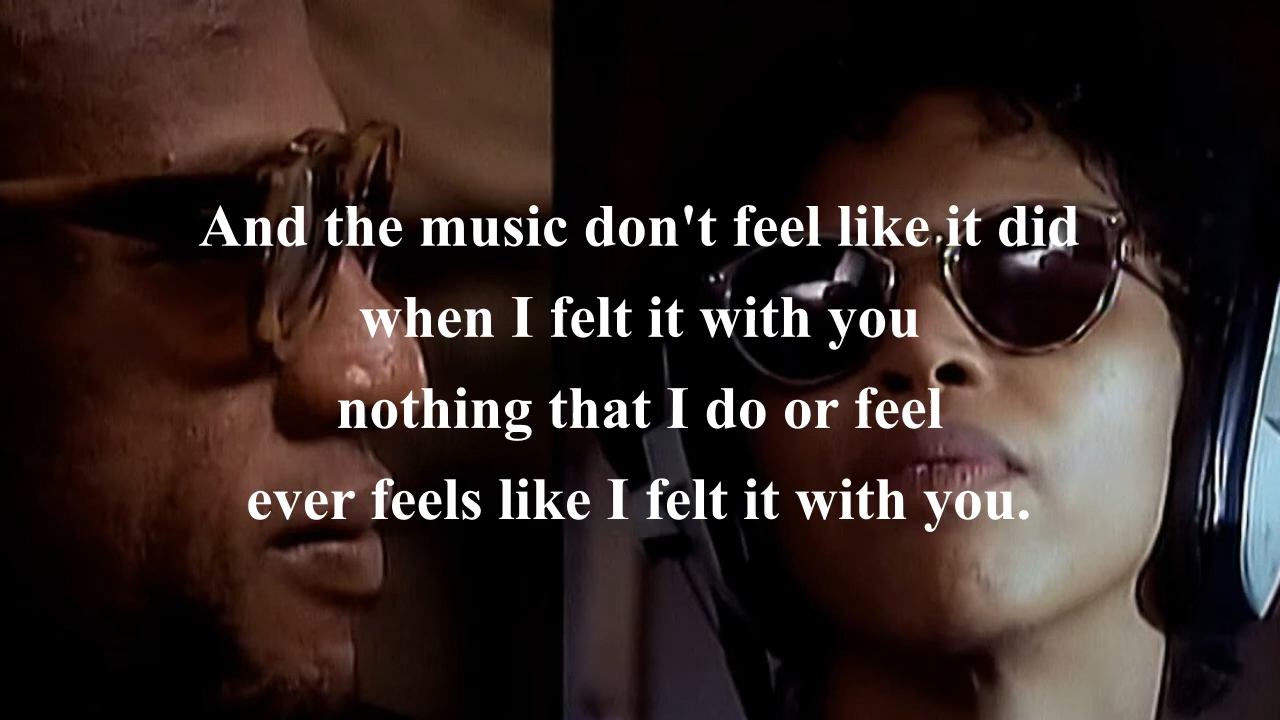 And the music don't feel like it did
when I felt it with you
nothing that I do or feel
ever feels like I felt it with you.